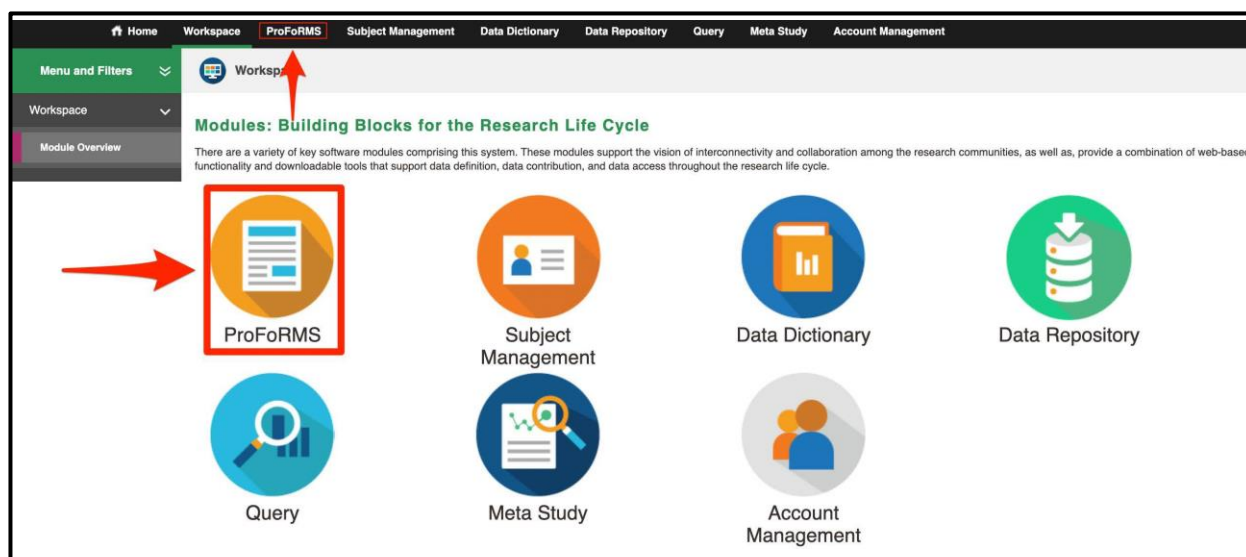 Home Workspace ProFoRMS Subject Management Data Dictionary Data Repository Query Meta Study Account Management
Menu and Filters
Workspace
Module Overview
Modules: Building Blocks for the Research Life Cycle
There are a variety of key software modules comprising this system. These modules support the vision of interconnectivity and collaboration among the research communities, as well as, provide a combination of web-based
functionality and downloadable tools that support data definition, data contribution, and data access throughout the research life cycle.
ProFoRMS
Subject
Management
Data Dictionary
Data Repository
Query
Meta Study
Account
Management